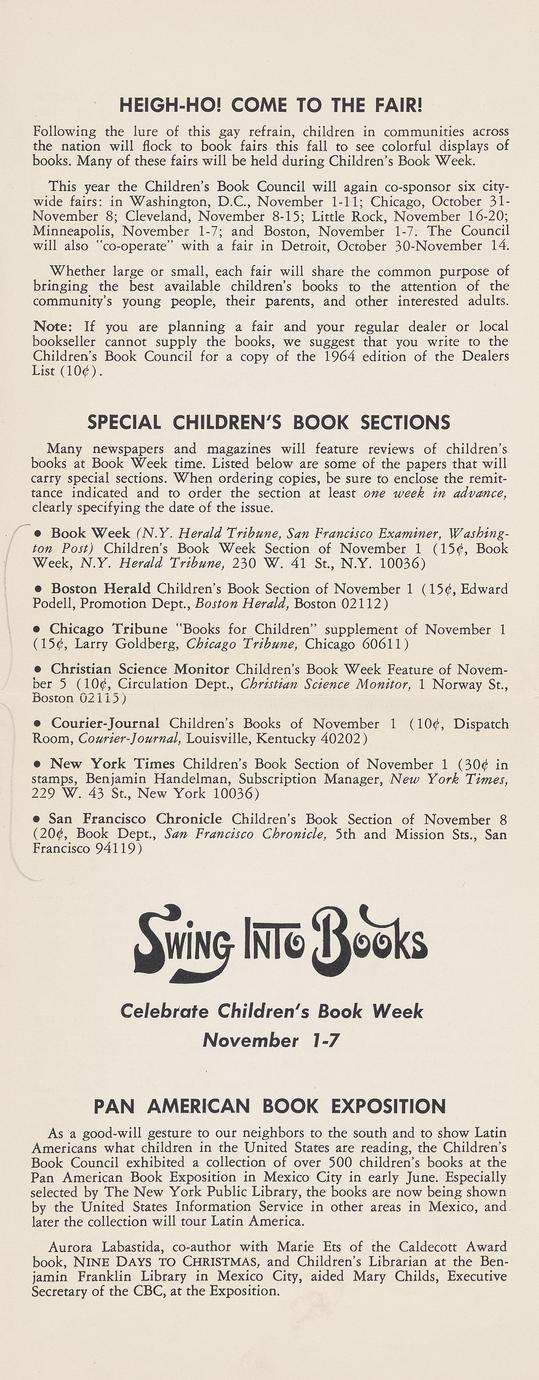 HEIGH-HO! COME TO THE FAIR!
Following the lure of this gay refrain, children in communities across
the nation will flock to book fairs this fall to see colorful displays of
books. Many of these fairs will be held during Children's Book Week.
This year the Children's Book Council will again co-sponsor six city-
wide fairs: in Washington, D.C., November 1-11; Chicago, October 31-
November 8; Cleveland, November 8-15; Little Rock, November 16-20;
Minneapolis, November 1-7; and Boston, November 1-7. The Council
will also "co-operate" with a fair in Detroit, October 30-November 14.
Whether large or small, each fair will share the common purpose of
bringing the best available children's books to the attention of the
community's young people, their parents, and other interested adults.
Note: If you are planning a fair and your regular dealer or local
bookseller cannot supply the books, we suggest that you write to the
Children's Book Council for a copy of the 1964 edition of the Dealers
List (10¢).
SPECIAL CHILDREN'S BOOK SECTIONS
Many newspapers and magazines will feature reviews of children's
books at Book Week time. Listed below are some of the papers that will
carry special sections. When ordering copies, be sure to enclose the remit-
tance indicated and to order the section at least one week in advance,
clearly specifying the date of the issue.
• Book Week (N.Y. Herald Tribune, San Francisco Examiner, Washing-
ton Post) Children's Book Week Section of November 1 (15¢, Book
Week, N.Y. Herald Tribune, 230 W. 41 St., N.Y. 10036)
• Boston Herald Children's Book Section of November 1 (15¢, Edward
Podell, Promotion Dept., Boston Herald, Boston 02112)
• Chicago Tribune "Books for Children" supplement of November 1
(15¢, Larry Goldberg, Chicago Tribune, Chicago 60611)
• Christian Science Monitor Children's Book Week Feature of Novem-
ber 5 (10¢, Circulation Dept., Christian Science Monitor, 1 Norway St.,
Boston 02115)
• Courier-Journal Children's Books of November 1 (10¢, Dispatch
Room, Courier-Journal, Louisville, Kentucky 40202)
• New York Times Children's Book Section of November 1 (30¢ in
stamps, Benjamin Handelman, Subscription Manager, New York Times,
229 W. 43 St., New York 10036)
• San Francisco Chronicle Children's Book Section of November 8
(20¢, Book Dept., San Francisco Chronicle, 5th and Mission Sts., San
Francisco 94119)
SWING INTO BOOKS
Celebrate Children's Book Week
November 1-7
PAN AMERICAN BOOK EXPOSITION
As a good-will gesture to our neighbors to the south and to show Latin
Americans what children in the United States are reading, the Children's
Book Council exhibited a collection of over 500 children's books at the
Pan American Book Exposition in Mexico City in early June. Especially
selected by The New York Public Library, the books are now being shown
by the United States Information Service in other areas in Mexico, and
later the collection will tour Latin America.
Aurora Labastida, co-author with Marie Ets of the Caldecott Award
book, NINE DAYS TO CHRISTMAS, and Children's Librarian at the Ben-
jamin Franklin Library in Mexico City, aided Mary Childs, Executive
Secretary of the CBC, at the Exposition.